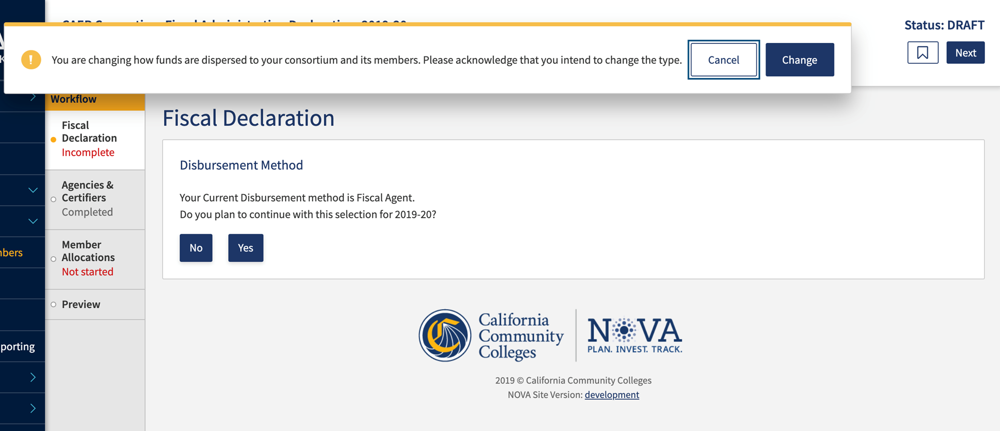 Status: DRAFT
You are changing how funds are dispersed to your consortium and its members. Please acknowledge that you intend to change the type.
Cancel
Change
Next
Workflow
Fiscal
Declaration
Incomplete
Agencies &
Certifiers
Completed
Member
Allocations
Not started
Preview
Fiscal Declaration
Disbursement Method
Your Current Disbursement method is Fiscal Agent.
Do you plan to continue with this selection for 2019-20?
No
Yes
California
Community
Colleges
NOVA
PLAN. INVEST. TRACK.
2019 © California Community Colleges
NOVA Site Version: development